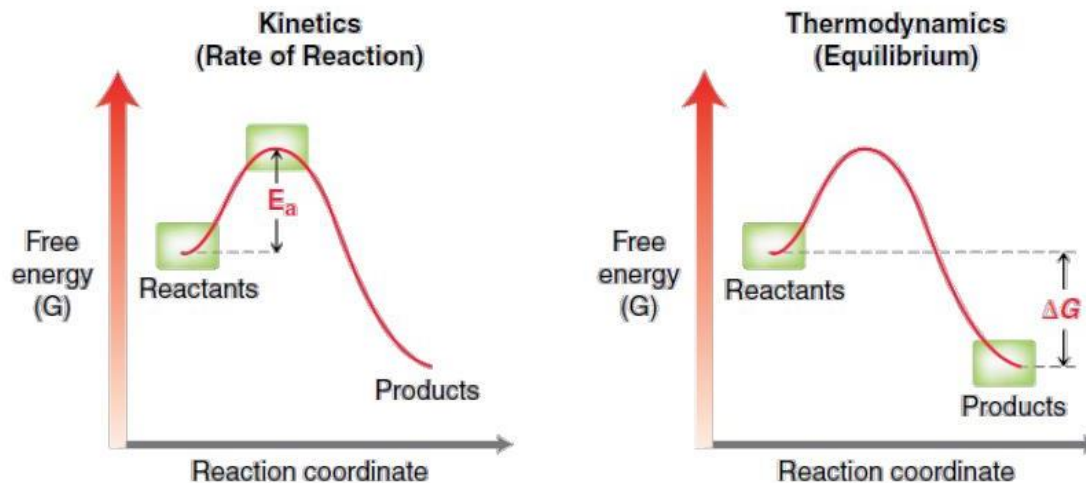 Kinetics
(Rate of Reaction)
Free
energy
(G)
Ea
Reactants
Products
Reaction coordinate
Thermodynamics
(Equilibrium)
Free
energy
(G)
Reactants
ΔG
Products
Reaction coordinate